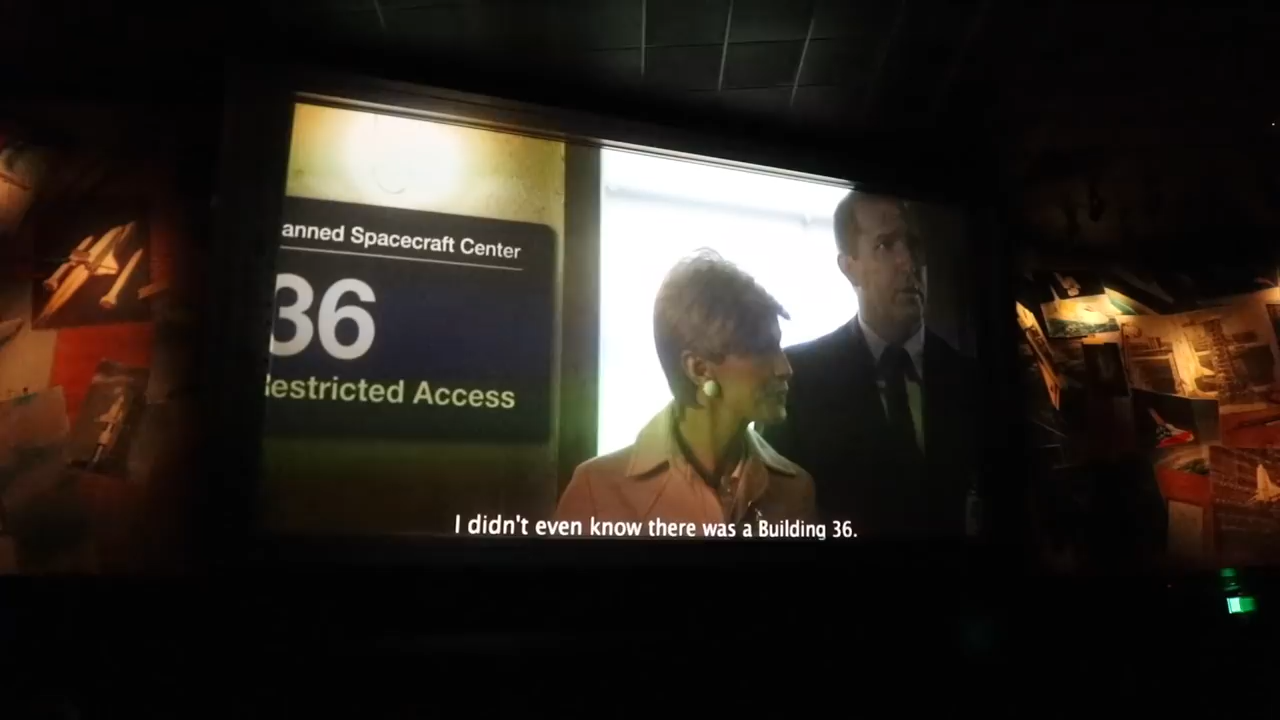 anned Spacecraft Center
36
estricted Access
I didn't even know there was a Building 36.